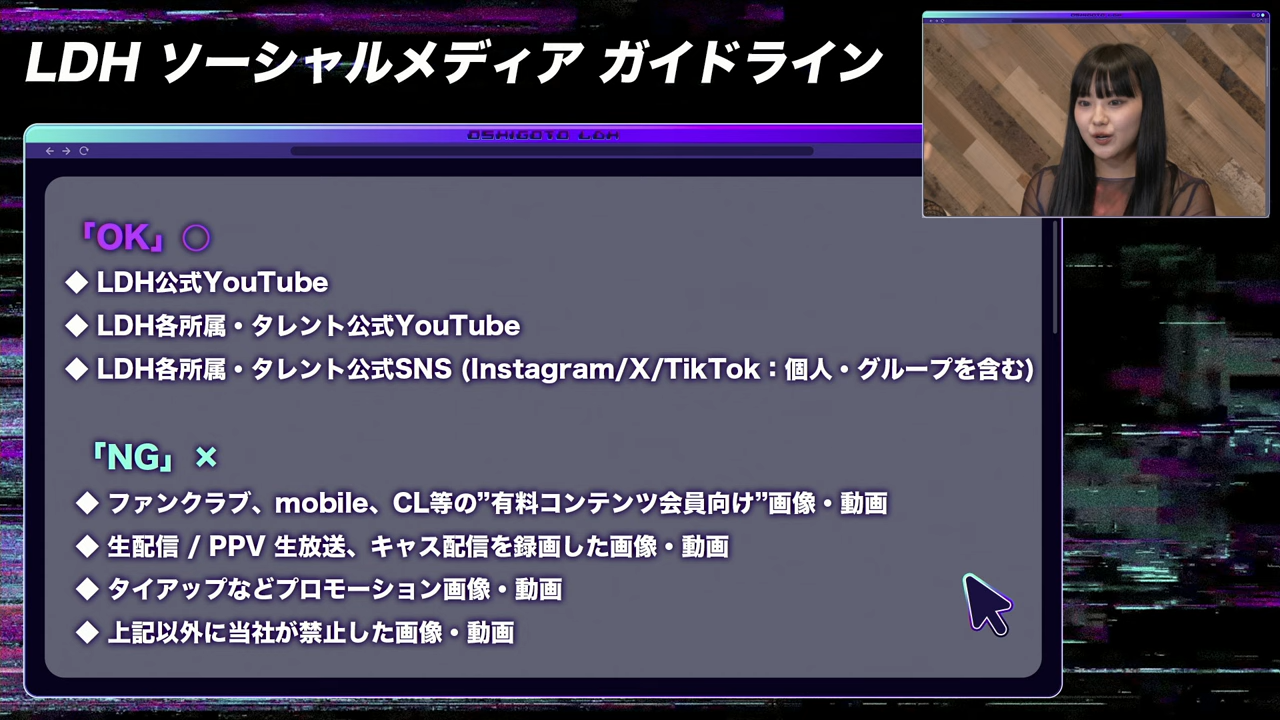 LDH ソーシャルメディア ガイドライン
OSHIGOTO LDH
「OK」○
◆ LDH公式YouTube
◆ LDH各所属・タレント公式YouTube
◆ LDH各所属・タレント公式SNS (Instagram/X/TikTok：個人・グループを含む)
「NG」×
◆ ファンクラブ、mobile、CL等の”有料コンテンツ会員向け”画像・動画
◆ 生配信 / PPV 生放送、キャス配信を録画した画像・動画
◆ タイアップなどプロモーション画像・動画
◆ 上記以外に当社が禁止した画像・動画